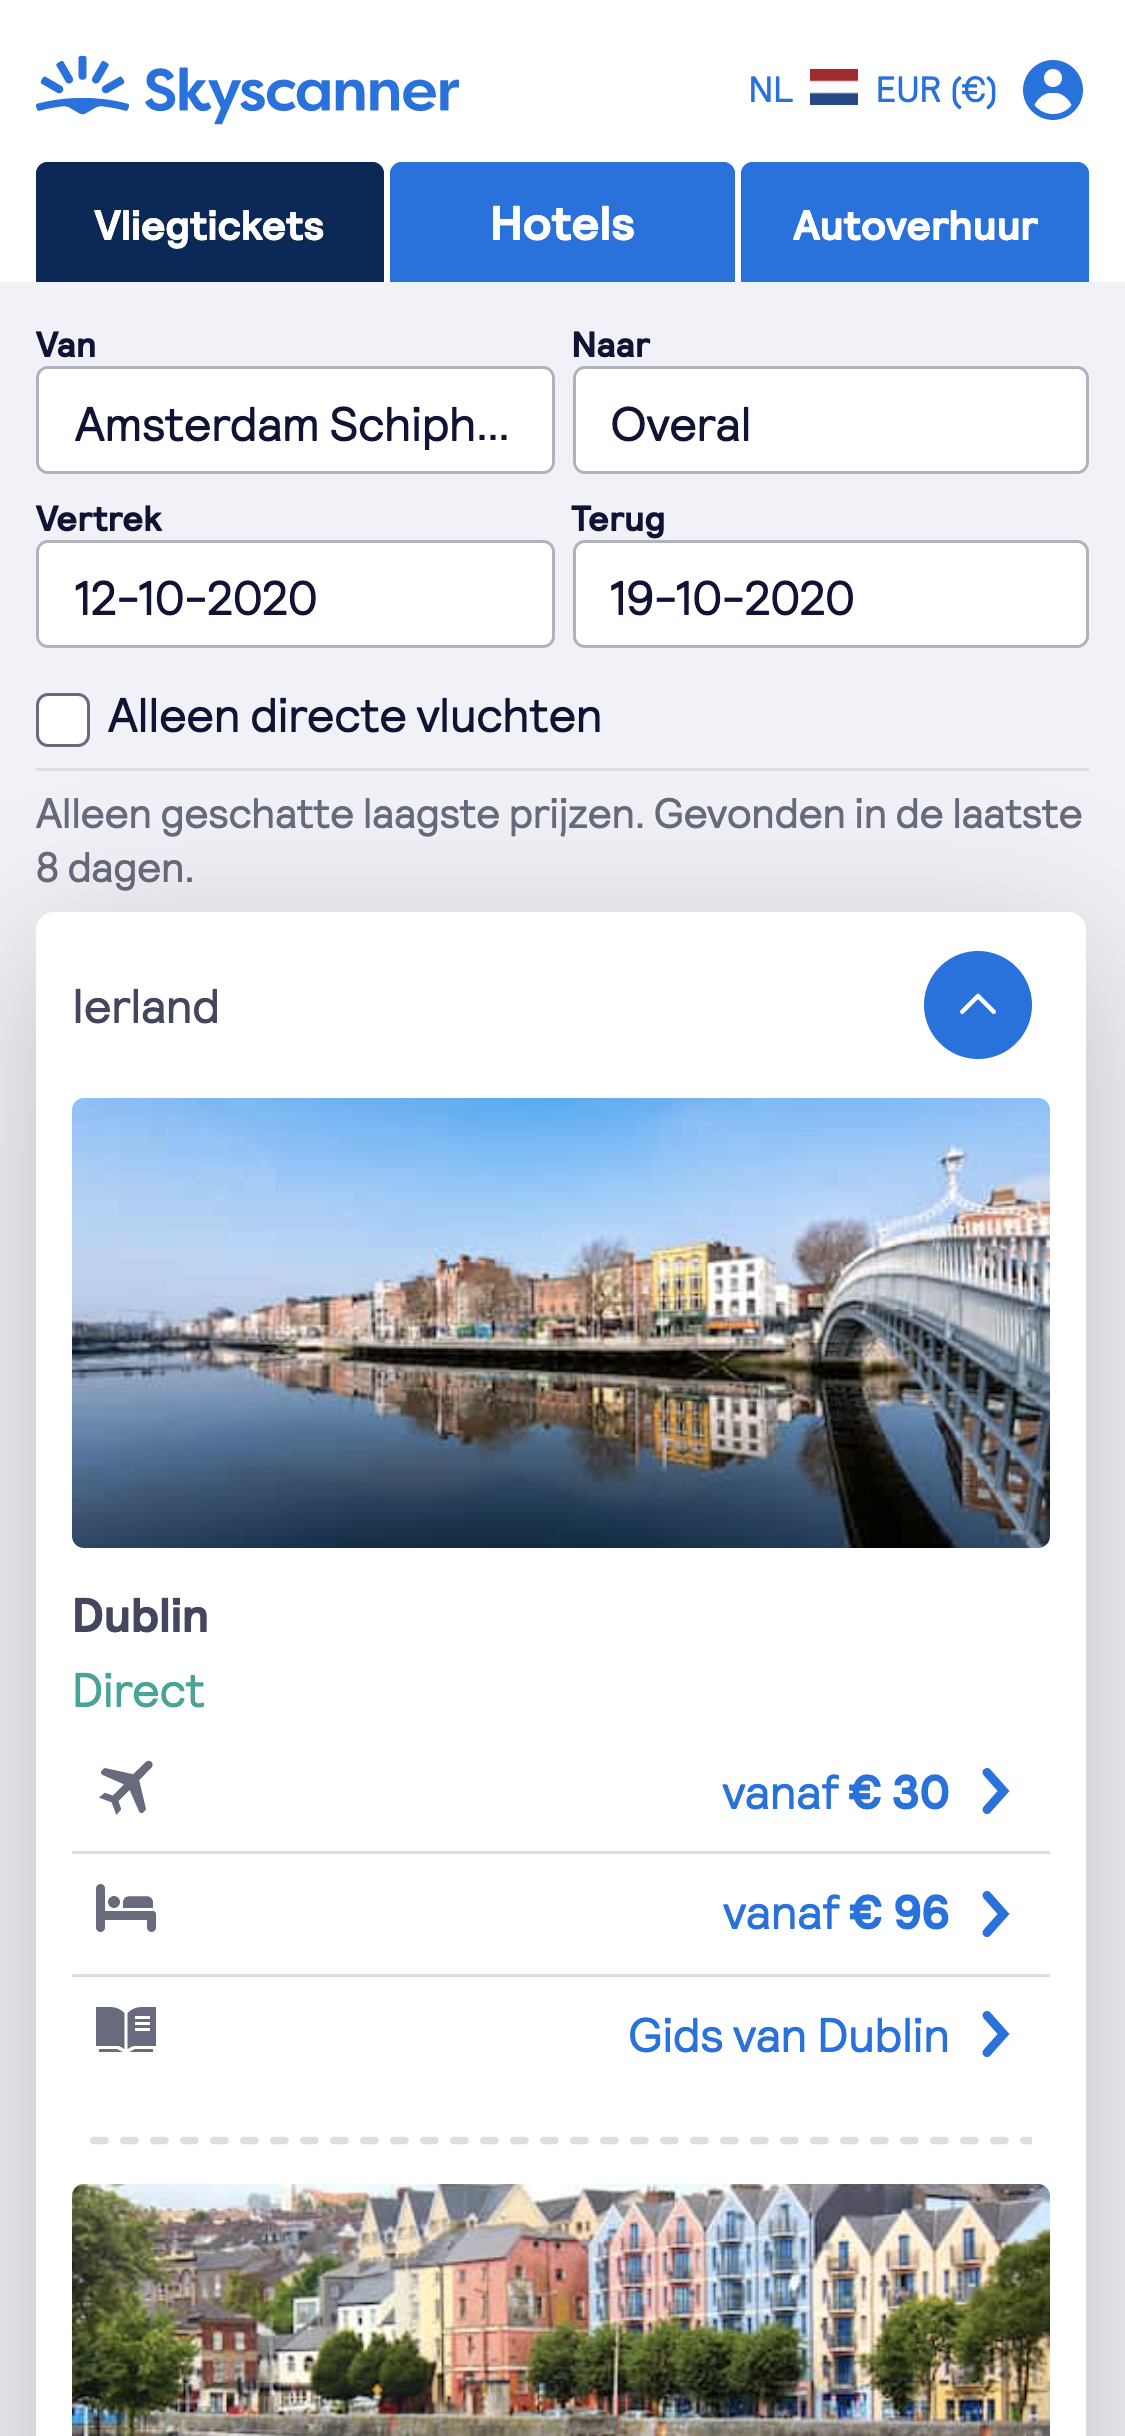 Skyscanner
NL EUR (€)
Vliegtickets Hotels Autoverhuur
Van Naar
Amsterdam Schiph... Overal
Vertrek Terug
12-10-2020 19-10-2020
Alleen directe vluchten
Alleen geschatte laagste prijzen. Gevonden in de laatste
8 dagen.
Ierland
Dublin
Direct
vanaf € 30
vanaf € 96
Gids van Dublin